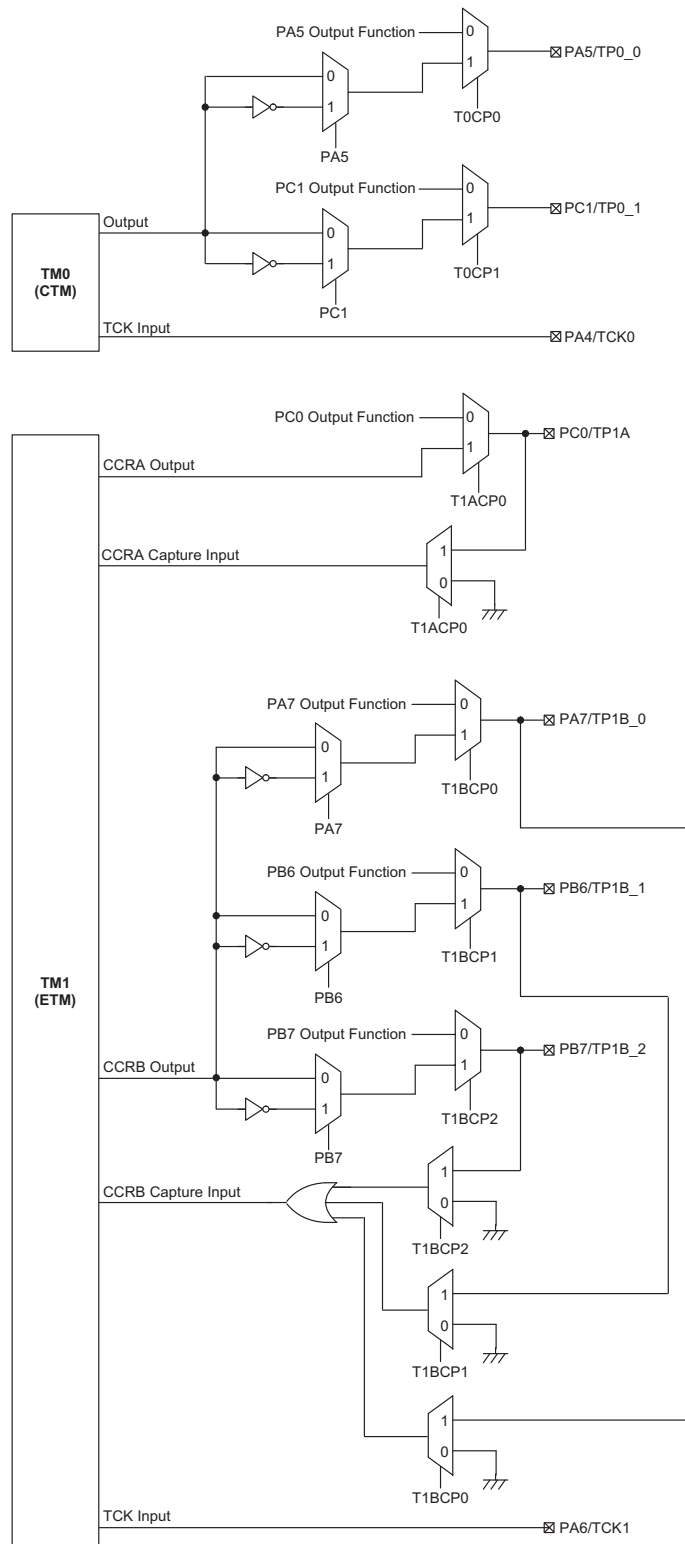 PA5 Output Function
0
1
PA5/TP0_0
T0CP0
0
1
PA5
PC1 Output Function
0
1
PC1/TP0_1
T0CP1
Output
0
1
PC1
TM0
(CTM)
TCK Input
PA4/TCK0
PC0 Output Function
0
1
PC0/TP1A
T1ACP0
CCRA Output
CCRA Capture Input
1
0
T1ACP0
PA7 Output Function
0
1
PA7/TP1B_0
T1BCP0
0
1
PA7
PB6 Output Function
0
1
PB6/TP1B_1
T1BCP1
0
1
PB6
TM1
(ETM)
PB7 Output Function
0
1
PB7/TP1B_2
T1BCP2
CCRB Output
0
1
PB7
CCRB Capture Input
1
0
T1BCP2
1
0
T1BCP1
1
0
T1BCP0
TCK Input
PA6/TCK1